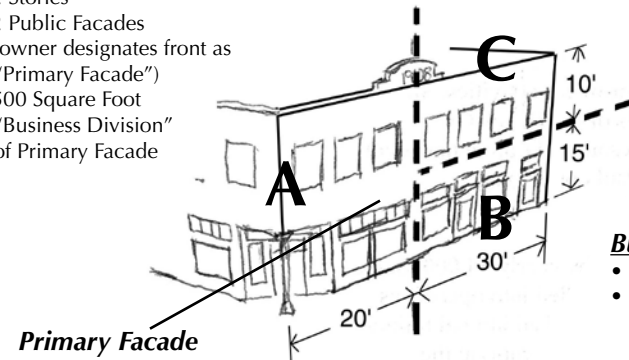 Stories
Public Facades
owner designates front as
"Primary Facade")
500 Square Foot
"Business Division"
of Primary Facade
C
10'
15'
A
B
30'
20'
Primary Facade